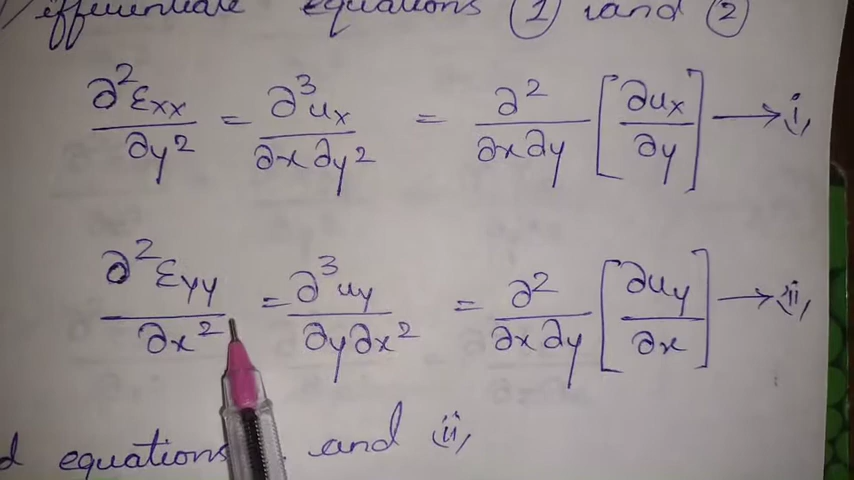 Differentiate equations ① and ②
∂²εxx/∂y² = ∂³ux/∂x∂y² = ∂²/∂x∂y [∂ux/∂y] → i,
∂²εyy/∂x² = ∂³uy/∂y∂x² = ∂²/∂x∂y [∂uy/∂x] → ii,
equations and ii,